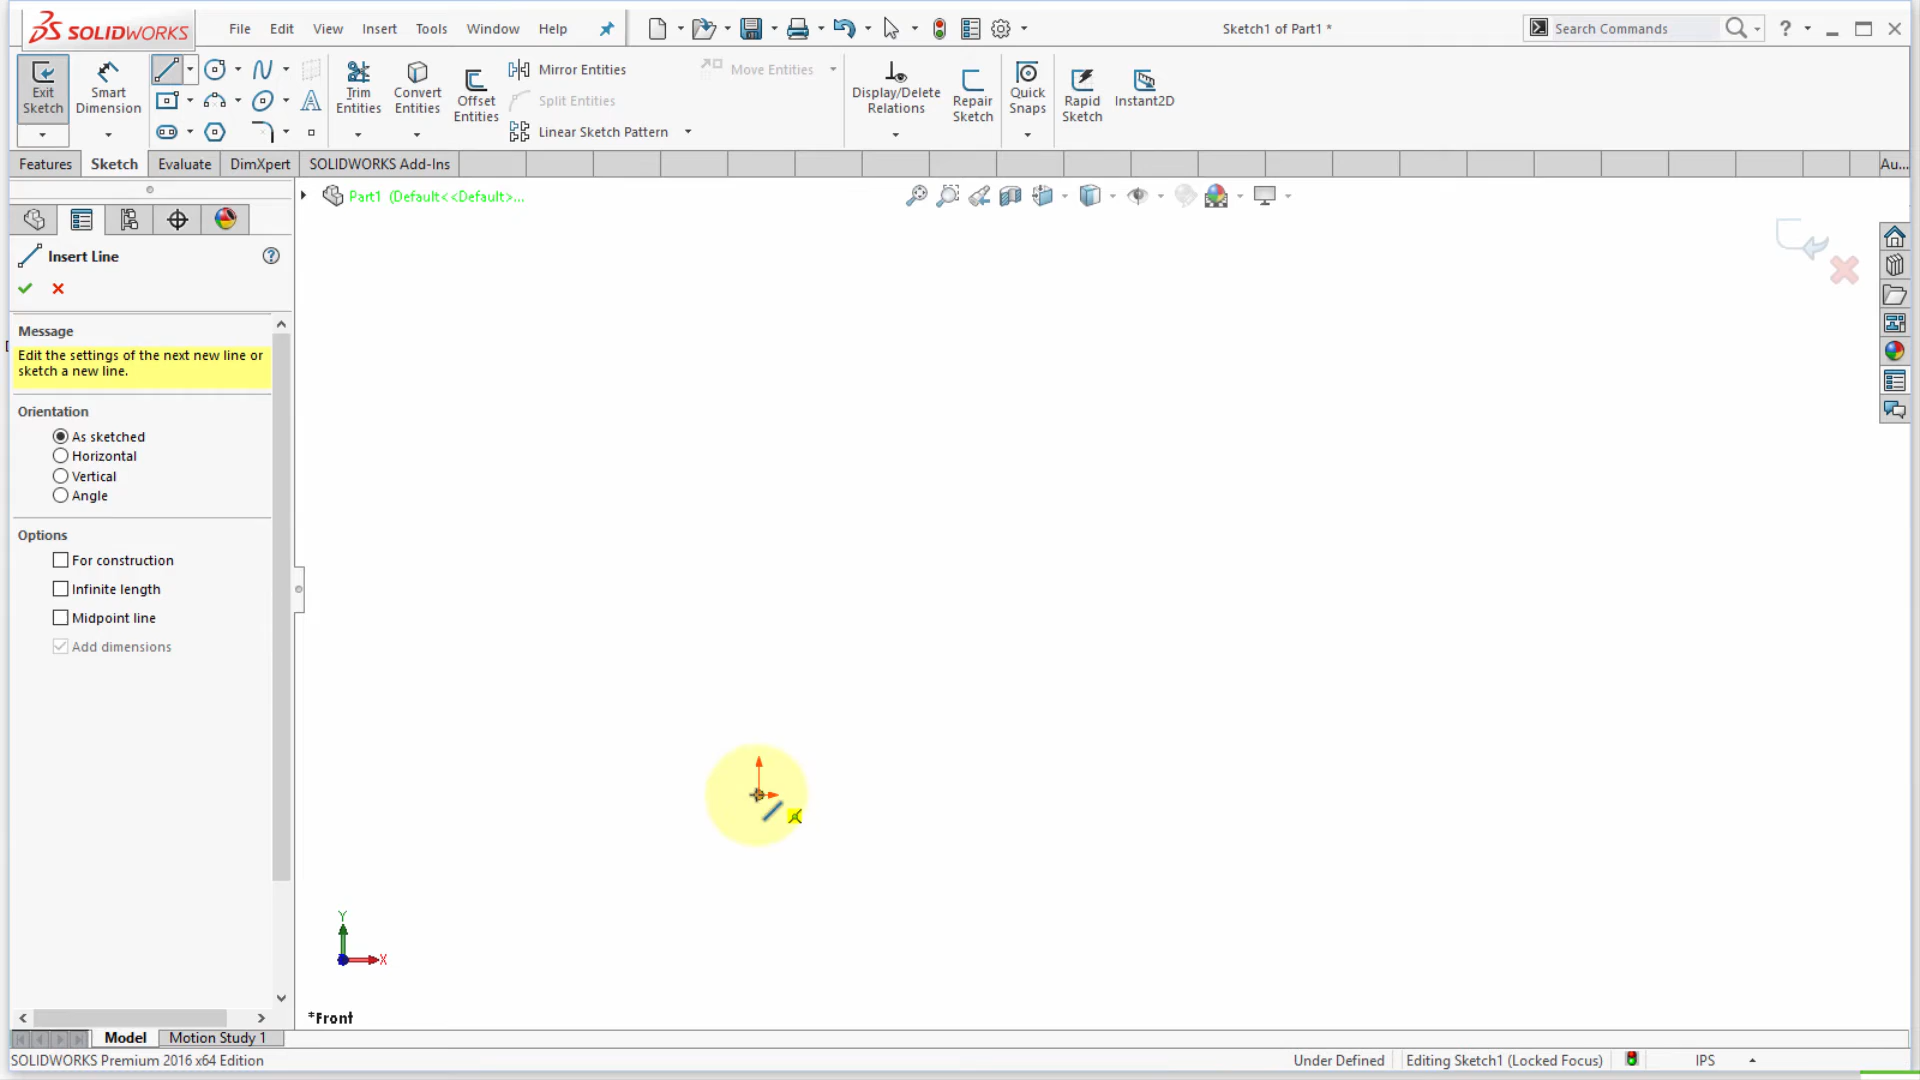 SOLIDWORKS
File Edit View Insert Tools Window Help
Sketch1 of Part1 *
Search Commands
Exit Sketch
Smart Dimension
Trim Entities
Convert Entities
Offset Entities
Mirror Entities
Split Entities
Linear Sketch Pattern
Move Entities
Display/Delete Relations
Repair Sketch
Quick Snaps
Rapid Sketch
Instant2D
Features Sketch Evaluate DimXpert SOLIDWORKS Add-Ins
Au...
Part1 (Default<<Default>...
Insert Line
Message
Edit the settings of the next new line or
sketch a new line.
Orientation
As sketched
Horizontal
Vertical
Angle
Options
For construction
Infinite length
Midpoint line
Add dimensions
Y
X
*Front
Model Motion Study 1
SOLIDWORKS Premium 2016 x64 Edition
Under Defined Editing Sketch1 (Locked Focus) IPS